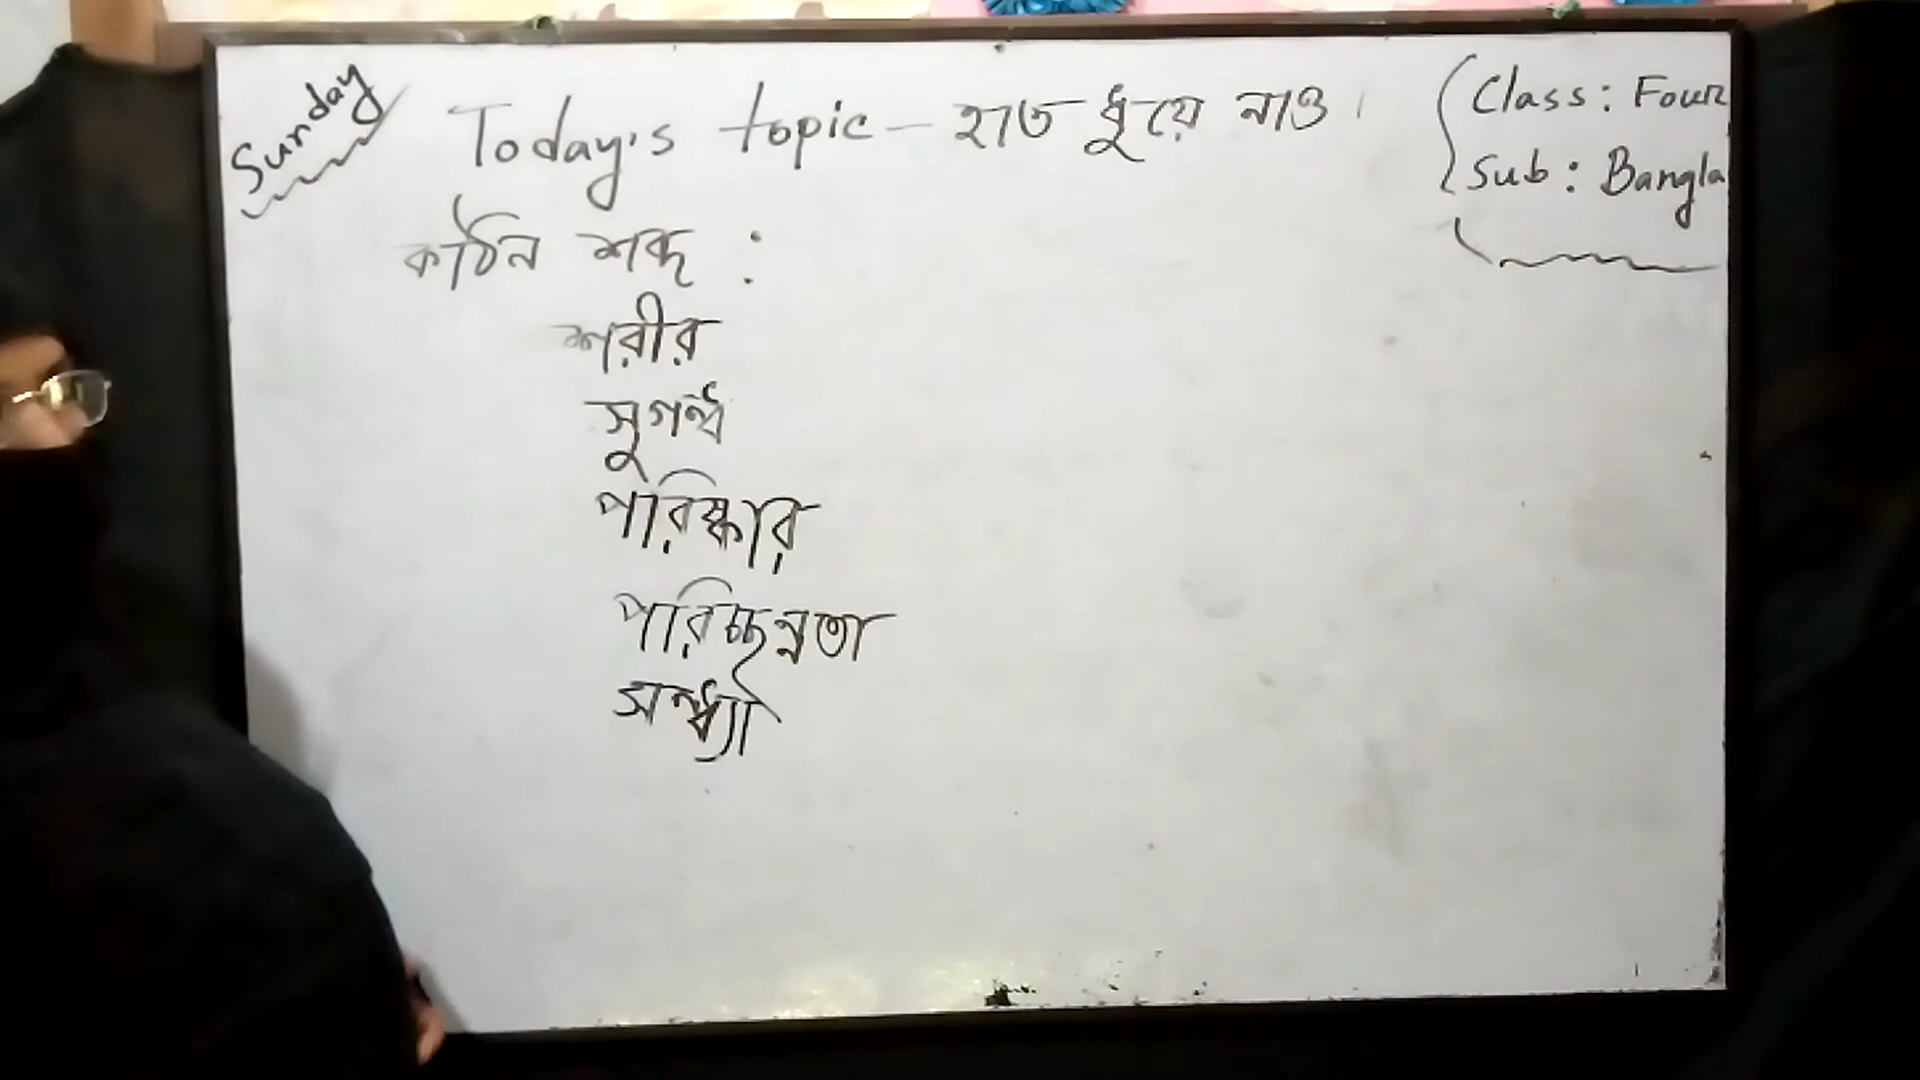 Sunday
Today's topic - হাত ধুয়ে নাও।
Class: Four
Sub: Bangla
কঠিন শব্দ :
শরীর
সুগন্ধ
পরিষ্কার
পরিচ্ছন্নতা
সন্ধ্যা